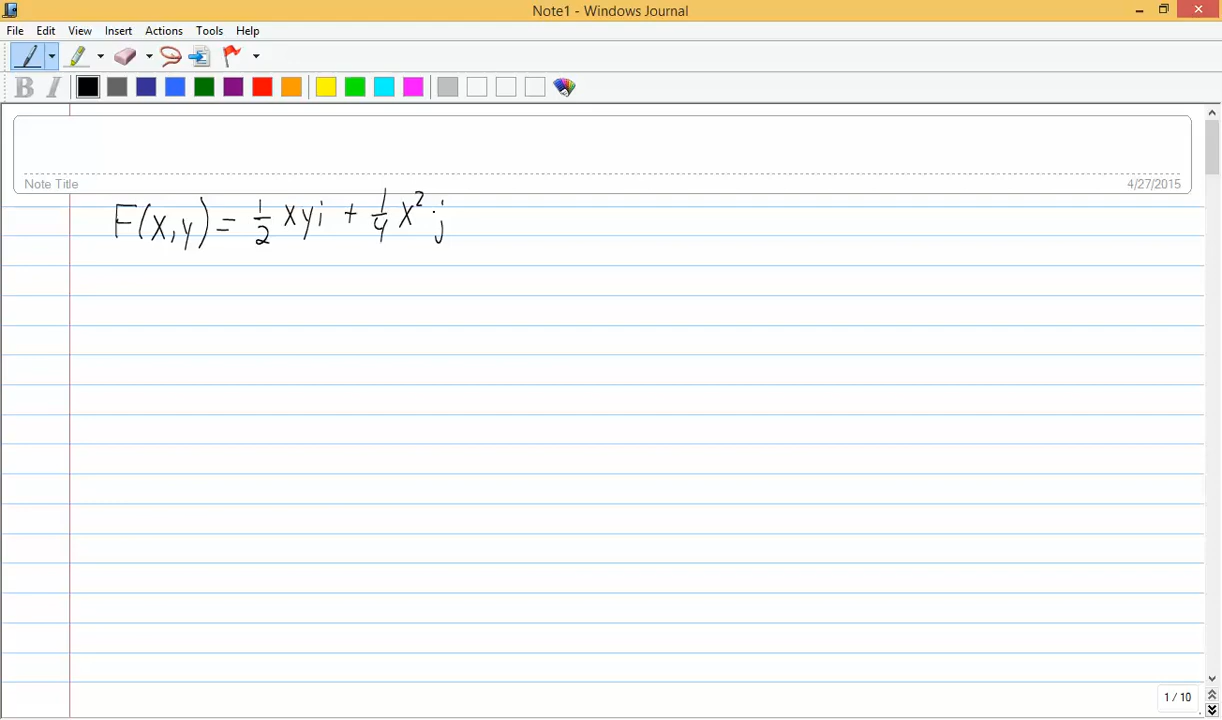 Note1 - Windows Journal
File Edit View Insert Actions Tools Help
B I
Note Title
4/27/2015
F(x,y) = 1/2 xyi + 1/4 x² j
1 / 10